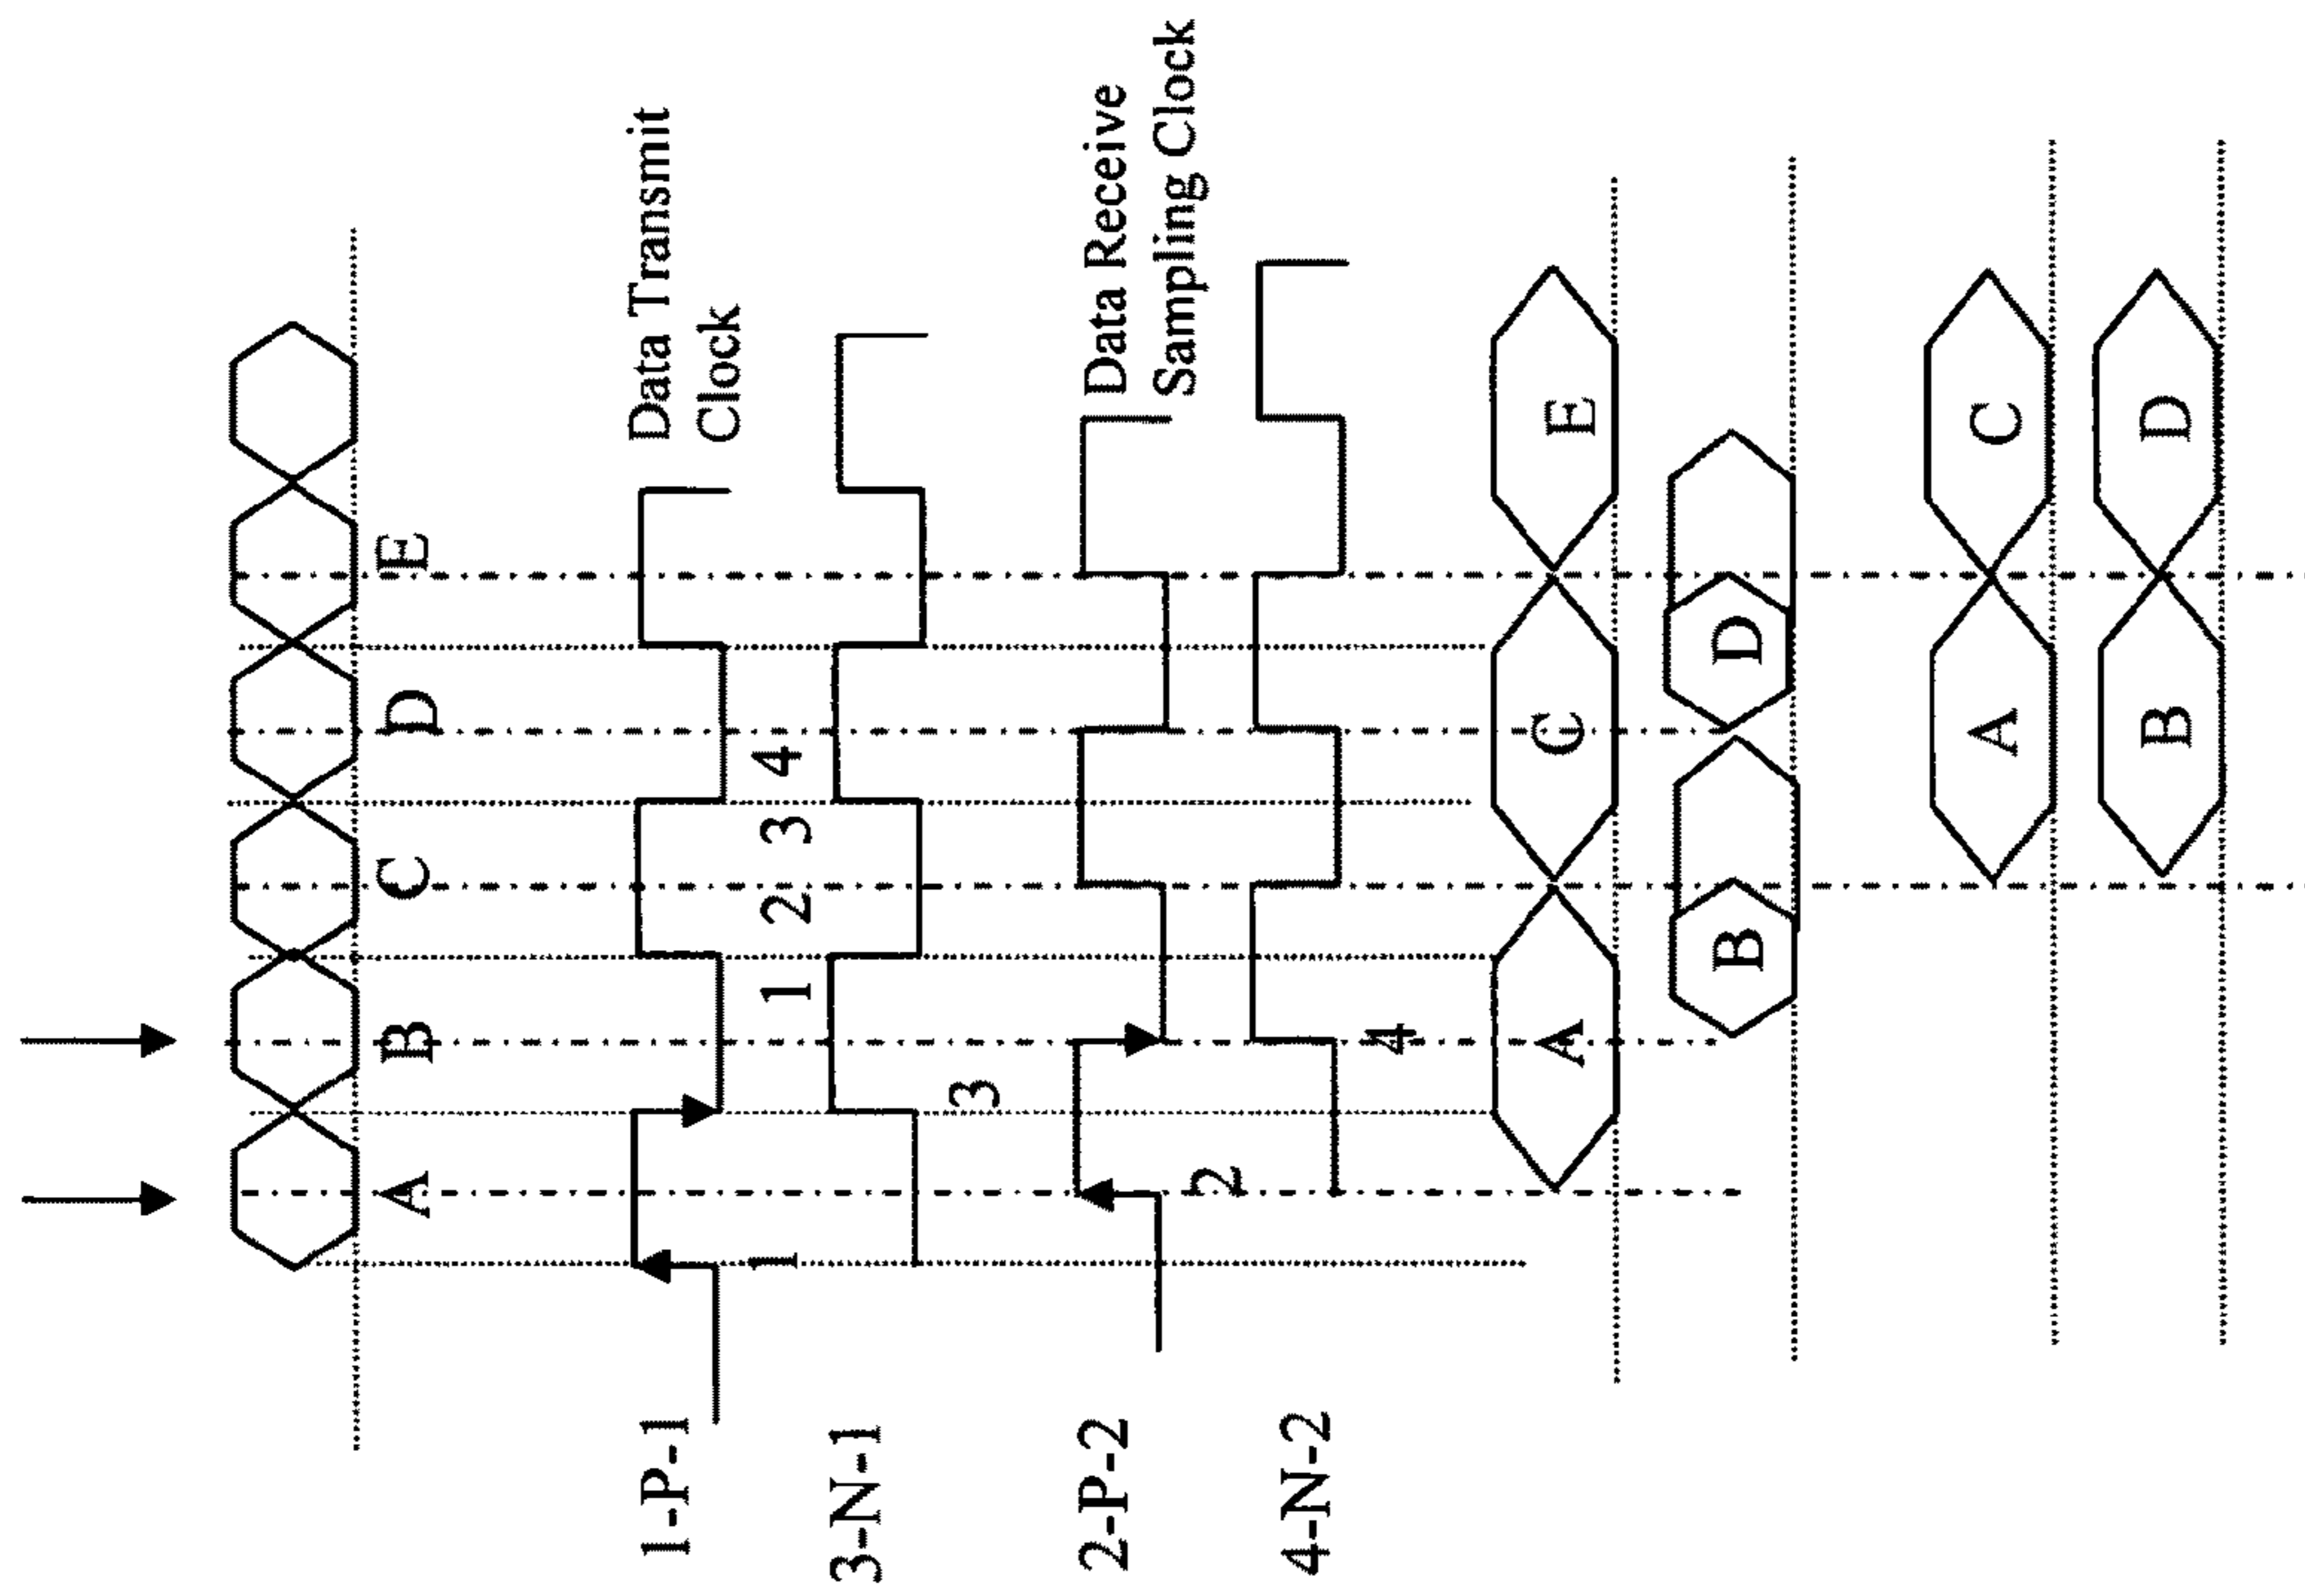 A B C D E
1-P-1
Data Transmit
Clock
1 1 2 3 4
3-N-1
3
2-P-2
Data Receive
Sampling Clock
2
4-N-2
4
A C E
B D
A C
B D